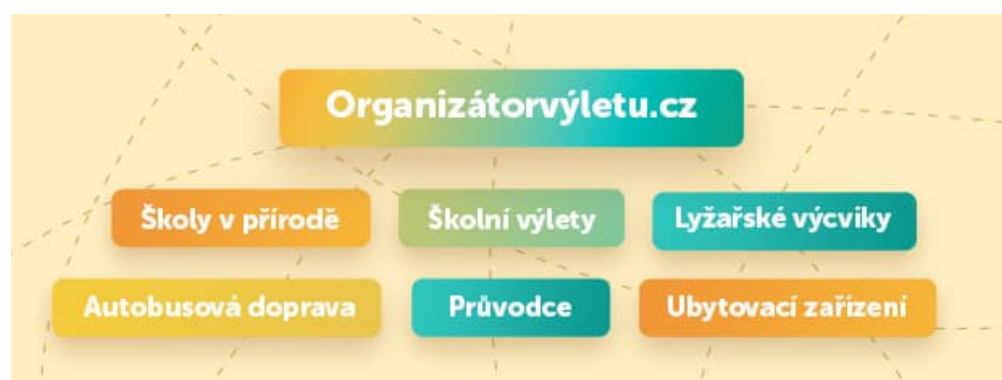 Organizátorvýletu.cz
Školy v přírodě
Školní výlety
Lyžařské výcviky
Autobusová doprava
Průvodce
Ubytovací zařízení